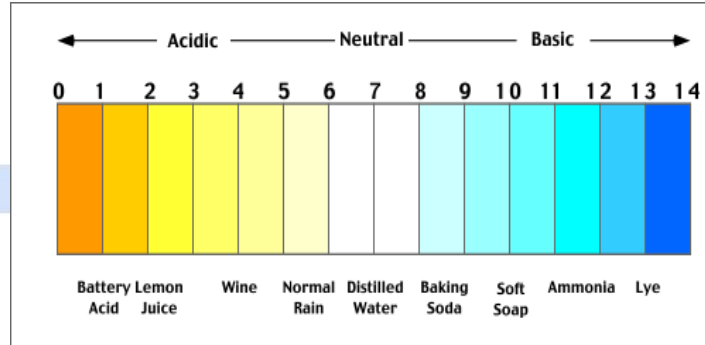 Acidic Neutral Basic
0 1 2 3 4 5 6 7 8 9 10 11 12 13 14
Battery Lemon Wine Normal Distilled Baking Soft Ammonia Lye
Acid Juice Rain Water Soda Soap